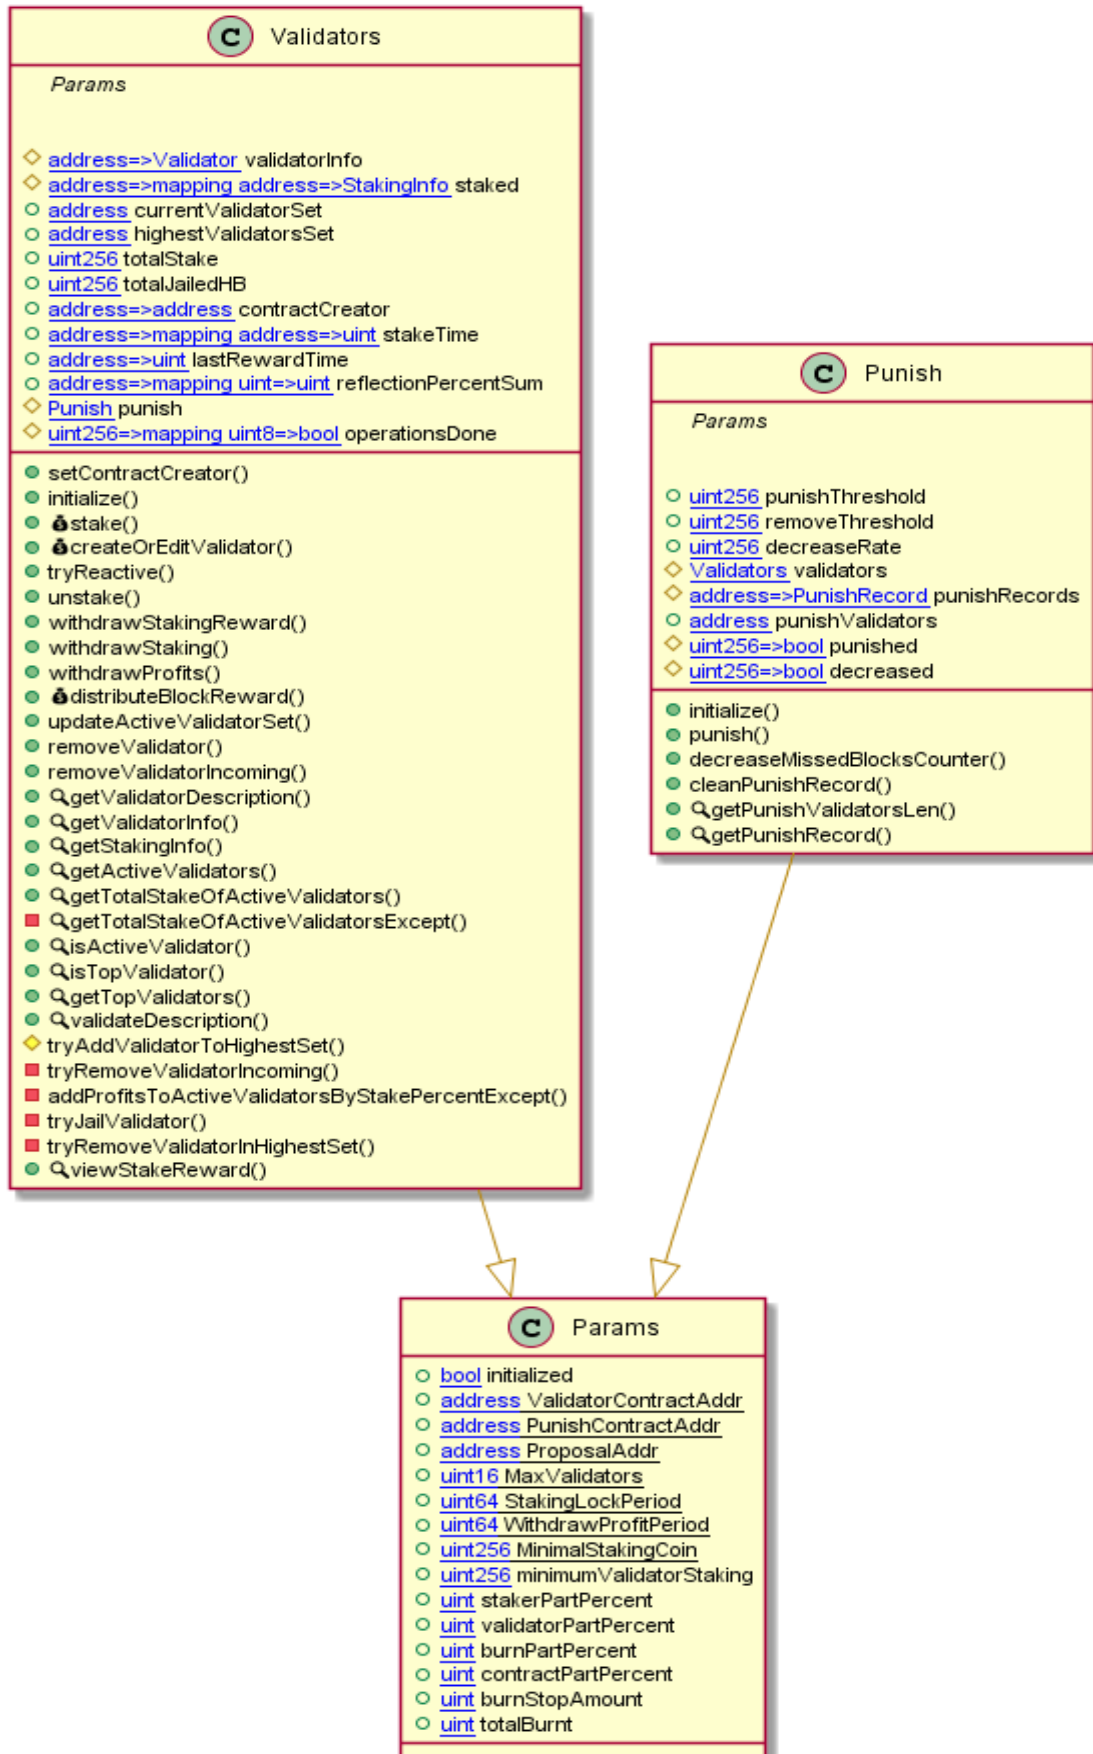 C Validators
Params
address=>Validator validatorInfo
address=>mapping address=>StakingInfo staked
address currentValidatorSet
address highestValidatorsSet
uint256 totalStake
uint256 totalJailedHB
address=>address contractCreator
address=>mapping address=>uint stakeTime
address=>uint lastRewardTime
address=>mapping uint=>uint reflectionPercentSum
Punish punish
uint256=>mapping uint8=>bool operationsDone
setContractCreator()
initialize()
stake()
createOrEditValidator()
tryReactive()
unstake()
withdrawStakingReward()
withdrawStaking()
withdrawProfits()
distributeBlockReward()
updateActiveValidatorSet()
removeValidator()
removeValidatorIncoming()
getValidatorDescription()
getValidatorInfo()
getStakingInfo()
getActiveValidators()
getTotalStakeOfActiveValidators()
getTotalStakeOfActiveValidatorsExcept()
isActiveValidator()
isTopValidator()
getTopValidators()
validateDescription()
tryAddValidatorToHighestSet()
tryRemoveValidatorIncoming()
addProfitsToActiveValidatorsByStakePercentExcept()
tryJailValidator()
tryRemoveValidatorInHighestSet()
viewStakeReward()
C Punish
Params
uint256 punishThreshold
uint256 removeThreshold
uint256 decreaseRate
Validators validators
address=>PunishRecord punishRecords
address punishValidators
uint256=>bool punished
uint256=>bool decreased
initialize()
punish()
decreaseMissedBlocksCounter()
cleanPunishRecord()
getPunishValidatorsLen()
getPunishRecord()
C Params
bool initialized
address ValidatorContractAddr
address PunishContractAddr
address ProposalAddr
uint16 MaxValidators
uint64 StakingLockPeriod
uint64 WithdrawProfitPeriod
uint256 MinimalStakingCoin
uint256 minimumValidatorStaking
uint stakerPartPercent
uint validatorPartPercent
uint burnPartPercent
uint contractPartPercent
uint burnStopAmount
uint totalBurnt